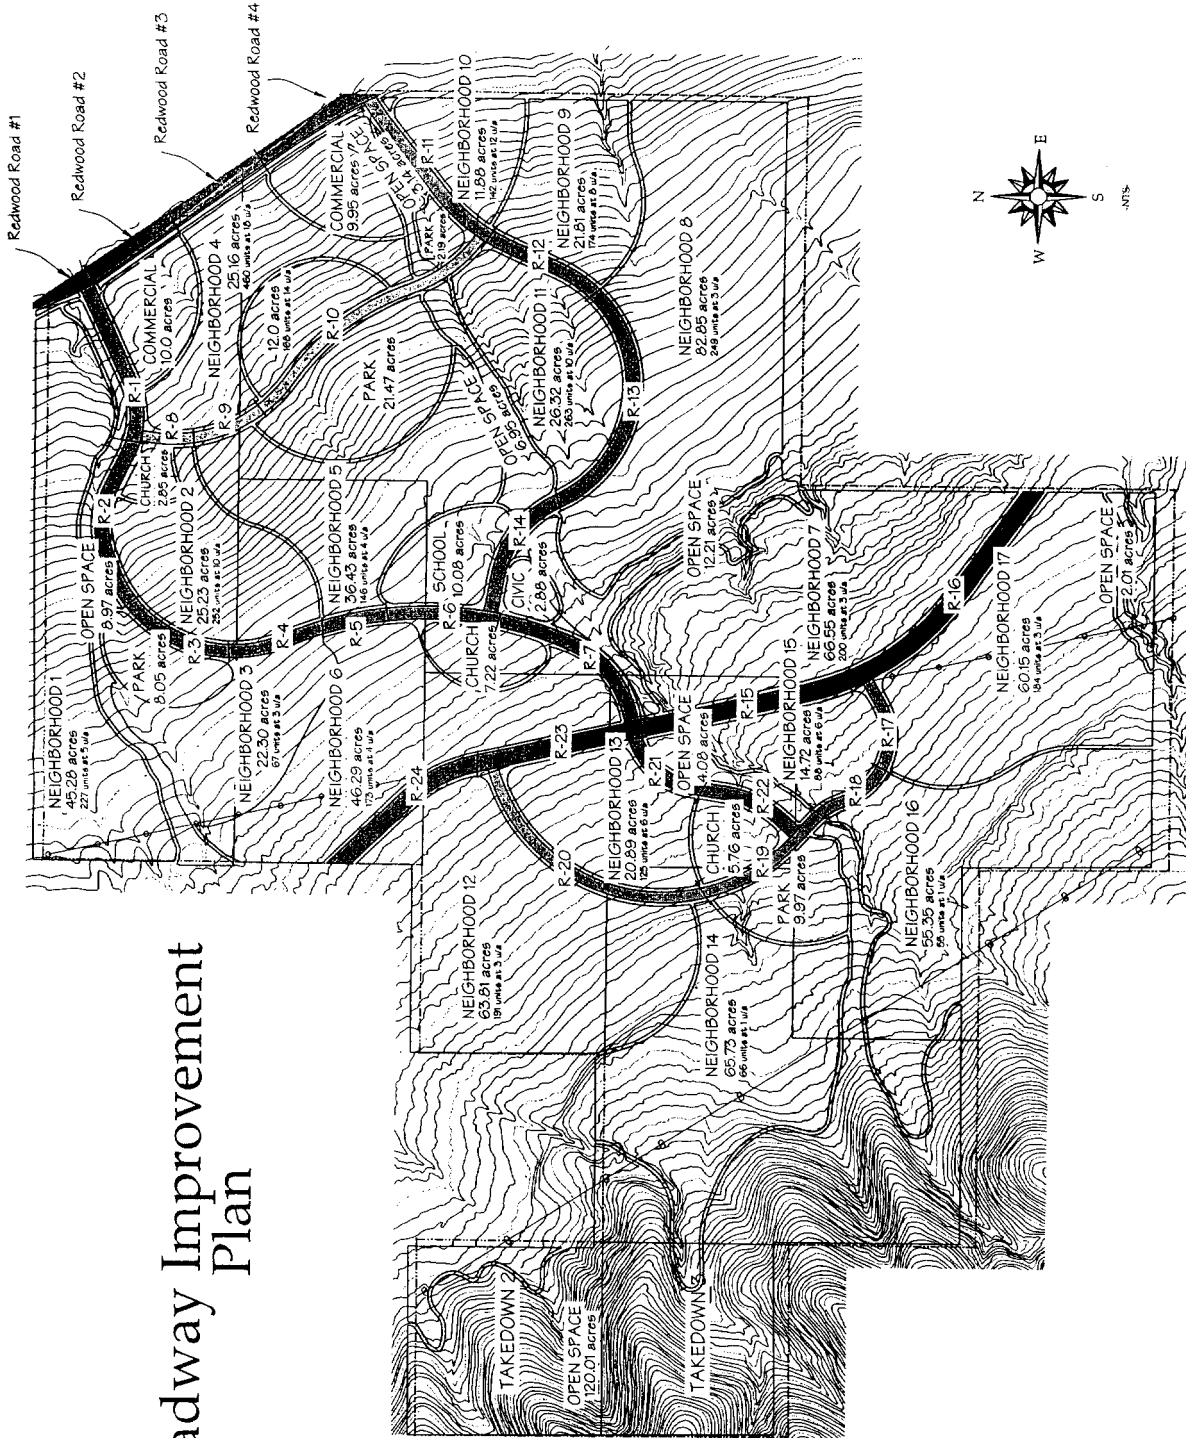 adway Improvement
Plan
Redwood Road #1
Redwood Road #2
Redwood Road #3
Redwood Road #4
NEIGHBORHOOD 1
45.28 acres
227 units at 5 u/a
OPEN SPACE
8.97 acres
PARK
8.05 acres
R-1
R-2
R-3
R-4
R-5
R-6
R-7
R-8
R-9
R-10
R-11
R-12
R-13
R-14
COMMERCIAL
10.0 acres
CHURCH
2.85 acres
NEIGHBORHOOD 2
25.23 acres
252 units at 10 u/a
NEIGHBORHOOD 3
22.30 acres
67 units at 3 u/a
NEIGHBORHOOD 4
25.16 acres
450 units at 18 u/a
12.0 acres
168 units at 14 u/a
COMMERCIAL
9.95 acres
OPEN SPACE
3.14 acres
PARK
2.19 acres
NEIGHBORHOOD 10
11.88 acres
142 units at 12 u/a
NEIGHBORHOOD 9
21.81 acres
174 units at 8 u/a
PARK
21.47 acres
OPEN SPACE
6.95 acres
NEIGHBORHOOD 11
26.32 acres
263 units at 10 u/a
NEIGHBORHOOD 8
82.85 acres
249 units at 3 u/a
NEIGHBORHOOD 5
36.43 acres
146 units at 4 u/a
NEIGHBORHOOD 6
46.29 acres
SCHOOL
10.08 acres
CHURCH
7.22 acres
CIVIC
2.88 acres
OPEN SPACE
12.21 acres
NEIGHBORHOOD 7
66.55 acres
200 units at 3 u/a
R-15
R-16
R-17
R-18
R-19
R-20
R-21
R-22
R-23
R-24
NEIGHBORHOOD 12
63.81 acres
191 units at 3 u/a
NEIGHBORHOOD 13
20.89 acres
125 units at 6 u/a
OPEN SPACE
4.08 acres
CHURCH
5.76 acres
PARK
9.97 acres
NEIGHBORHOOD 15
14.72 acres
88 units at 6 u/a
NEIGHBORHOOD 14
65.73 acres
66 units at 1 u/a
NEIGHBORHOOD 16
55.35 acres
55 units at 1 u/a
NEIGHBORHOOD 17
60.15 acres
184 units at 3 u/a
OPEN SPACE
2.01 acres
TAKEDOWN 2
OPEN SPACE
120.01 acres
TAKEDOWN
N
E
S
W
-NTS-